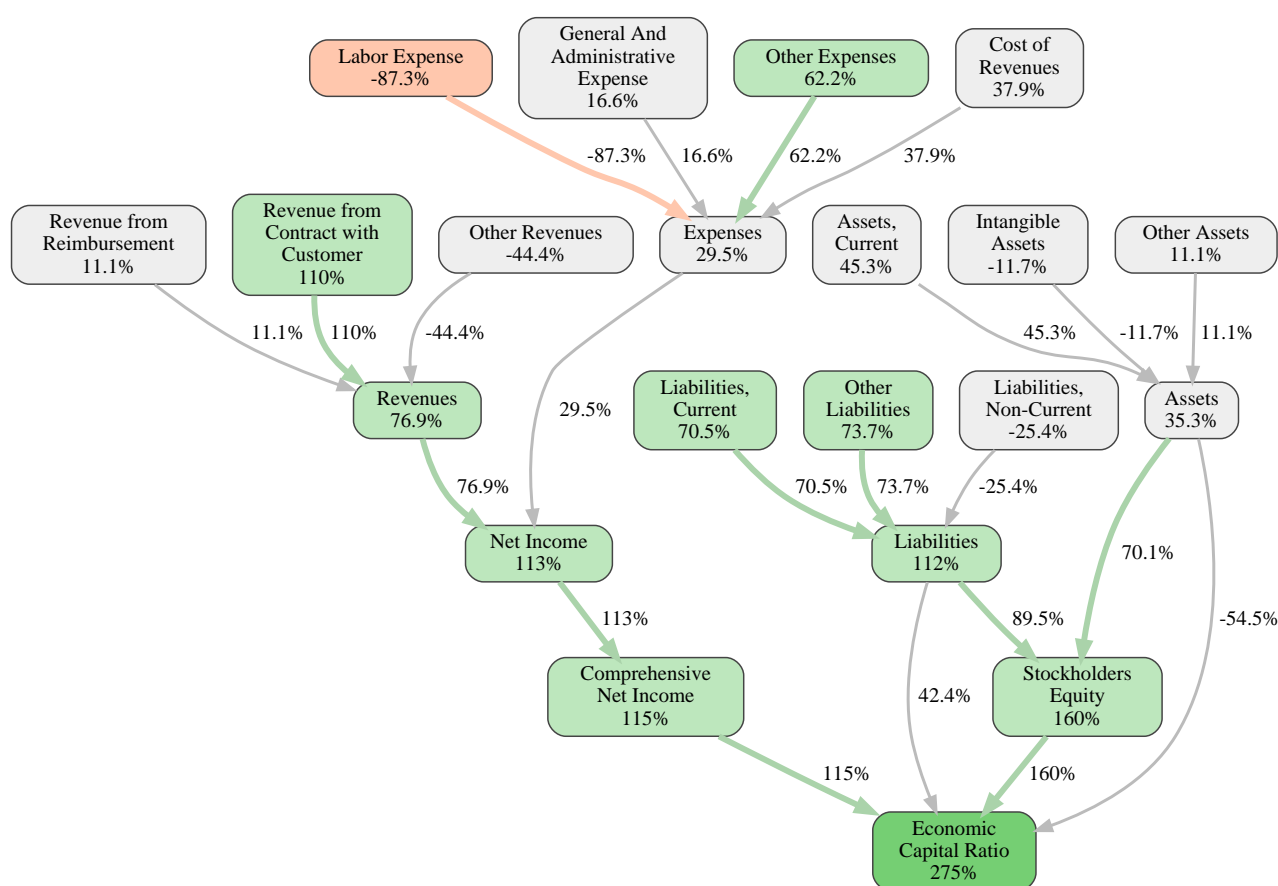 Labor Expense
-87.3%
General And
Administrative
Expense
16.6%
Other Expenses
62.2%
Cost of
Revenues
37.9%
-87.3%
16.6%
62.2%
37.9%
Revenue from
Reimbursement
11.1%
Revenue from
Contract with
Customer
110%
Other Revenues
-44.4%
Expenses
29.5%
Assets,
Current
45.3%
Intangible
Assets
-11.7%
Other Assets
11.1%
11.1%
110%
-44.4%
45.3%
-11.7%
11.1%
Revenues
76.9%
29.5%
Liabilities,
Current
70.5%
Other
Liabilities
73.7%
Liabilities,
Non-Current
-25.4%
Assets
35.3%
76.9%
70.5%
73.7%
-25.4%
Net Income
113%
Liabilities
112%
70.1%
113%
89.5%
-54.5%
Comprehensive
Net Income
115%
42.4%
Stockholders
Equity
160%
115%
160%
Economic
Capital Ratio
275%